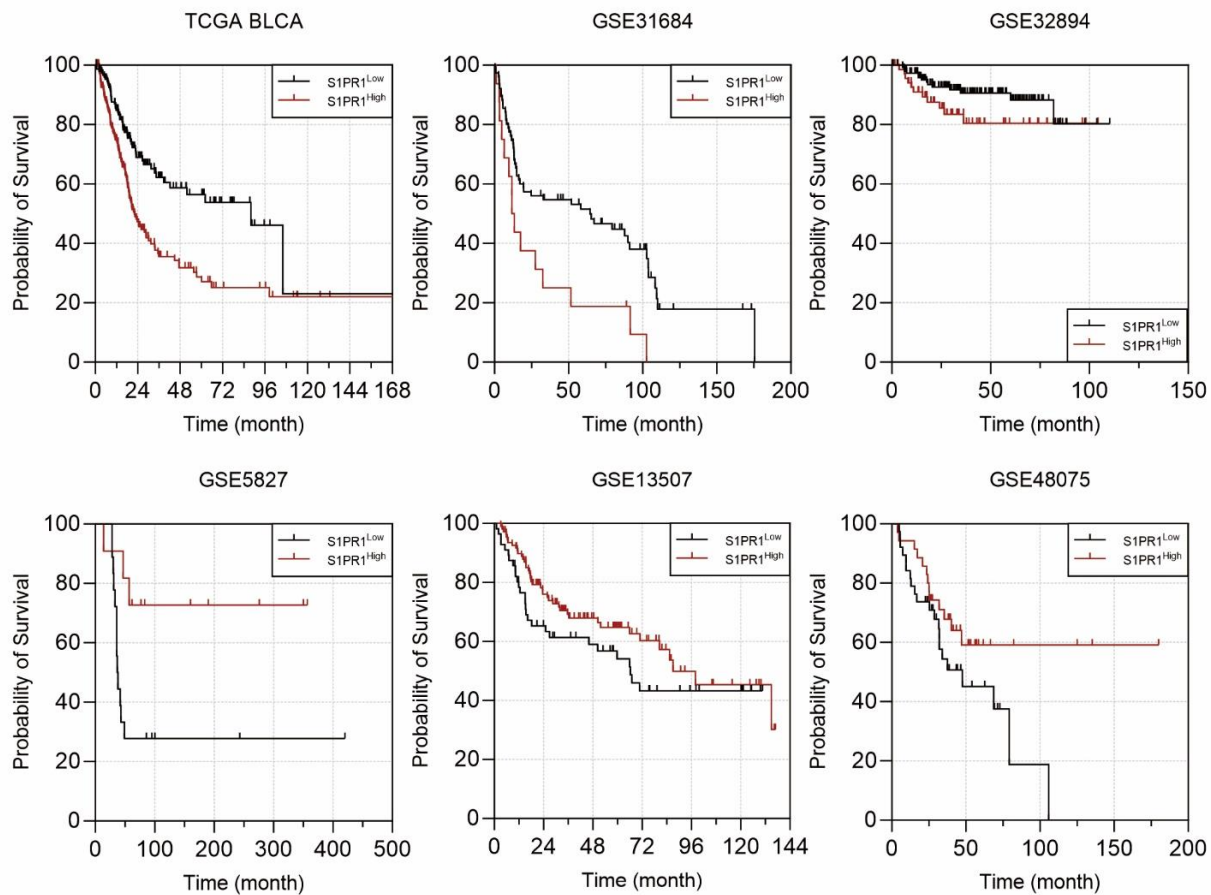 TCGA BLCA
Probability of Survival
100
80
60
40
20
0
S1PR1Low
S1PR1High
0 24 48 72 96 120 144 168
Time (month)
GSE31684
Probability of Survival
100
80
60
40
20
0
S1PR1Low
S1PR1High
0 50 100 150 200
Time (month)
GSE32894
Probability of Survival
100
80
60
40
20
0
S1PR1Low
S1PR1High
0 50 100 150
Time (month)
GSE5827
Probability of Survival
100
80
60
40
20
0
S1PR1Low
S1PR1High
0 100 200 300 400 500
Time (month)
GSE13507
Probability of Survival
100
80
60
40
20
0
S1PR1Low
S1PR1High
0 24 48 72 96 120 144
Time (month)
GSE48075
Probability of Survival
100
80
60
40
20
0
S1PR1Low
S1PR1High
0 50 100 150 200
Time (month)